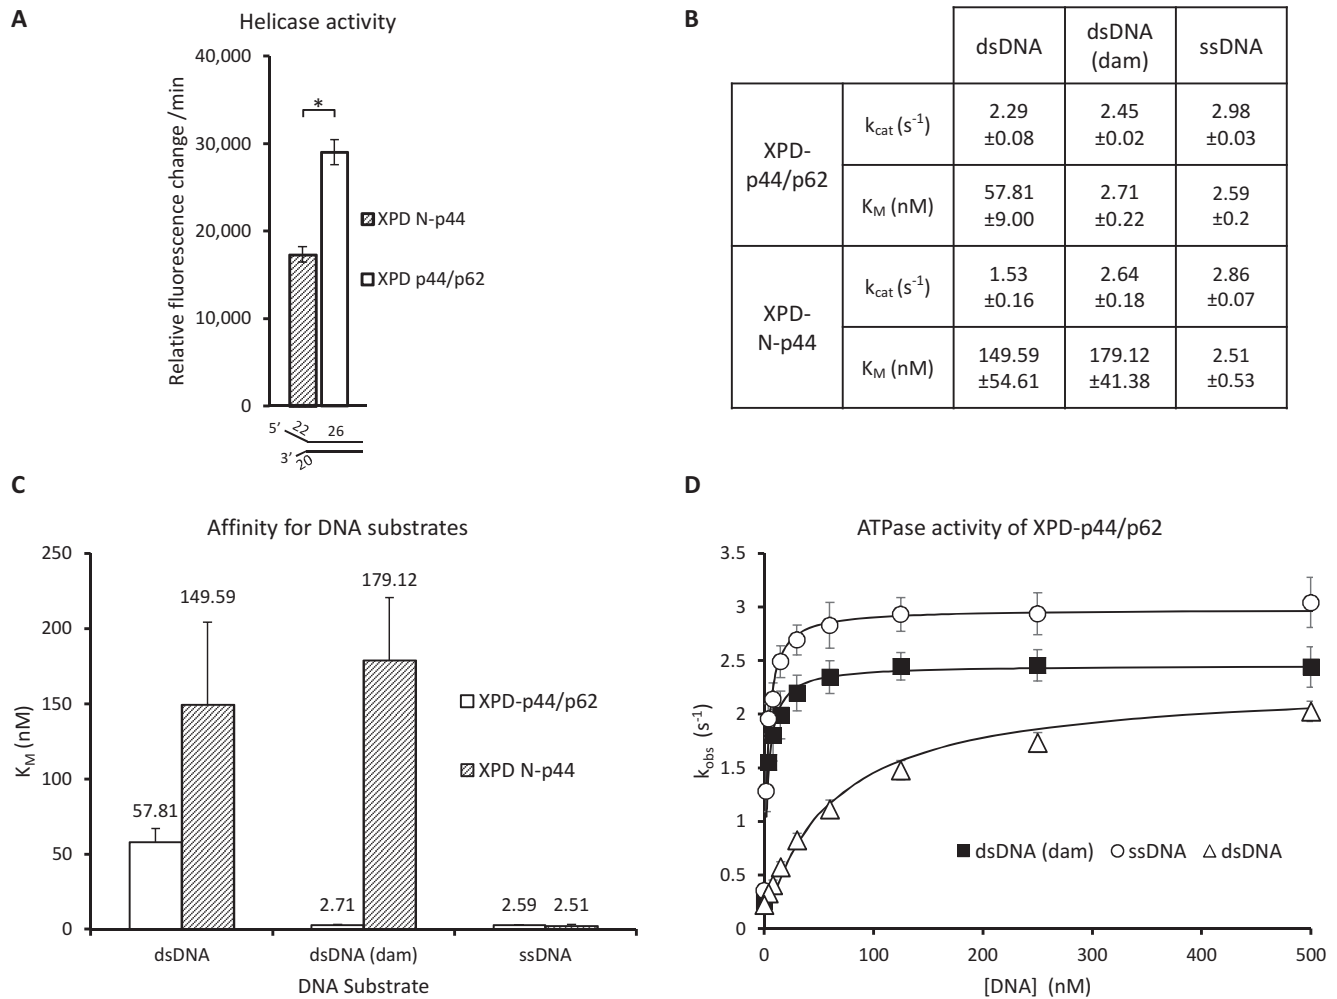 A
Helicase activity
40,000
30,000
20,000
10,000
0
Relative fluorescence change /min
*
XPD N-p44
XPD p44/p62
5’ 22 26
3’ 20
B
dsDNA dsDNA (dam) ssDNA
XPD-p44/p62
kcat (s-1) 2.29 ±0.08 2.45 ±0.02 2.98 ±0.03
KM (nM) 57.81 ±9.00 2.71 ±0.22 2.59 ±0.2
XPD-N-p44
kcat (s-1) 1.53 ±0.16 2.64 ±0.18 2.86 ±0.07
KM (nM) 149.59 ±54.61 179.12 ±41.38 2.51 ±0.53
C
Affinity for DNA substrates
250
200
150
100
50
0
KM (nM)
57.81
149.59
2.71
179.12
2.59
2.51
XPD-p44/p62
XPD N-p44
dsDNA dsDNA (dam) ssDNA
DNA Substrate
D
ATPase activity of XPD-p44/p62
3.5
3
2.5
2
1.5
1
0.5
0
kobs (s-1)
dsDNA (dam) ssDNA dsDNA
0 100 200 300 400 500
[DNA] (nM)